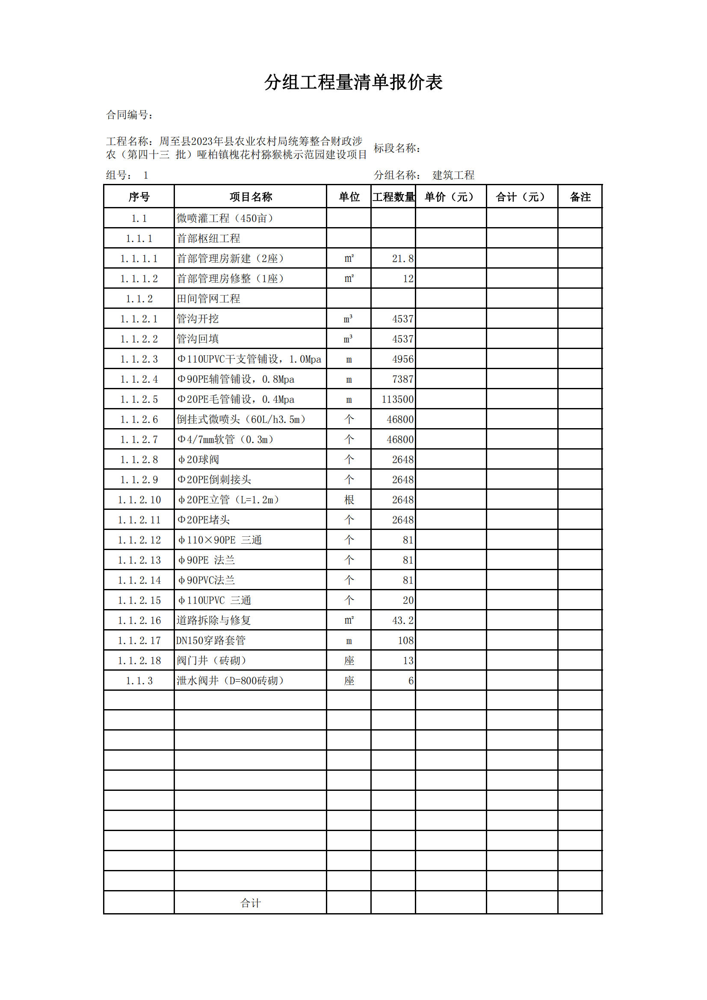 分组工程量清单报价表
合同编号：
工程名称：周至县2023年县农业农村局统筹整合财政涉
农（第四十三 批）哑柏镇槐花村猕猴桃示范园建设项目
标段名称：
组号： 1 分组名称： 建筑工程
序号 项目名称 单位 工程数量 单价（元） 合计（元） 备注
1.1 微喷灌工程（450亩）
1.1.1 首部枢纽工程
1.1.1.1 首部管理房新建（2座） m² 21.8
1.1.1.2 首部管理房修整（1座） m² 12
1.1.2 田间管网工程
1.1.2.1 管沟开挖 m³ 4537
1.1.2.2 管沟回填 m³ 4537
1.1.2.3 Φ110UPVC干支管铺设，1.0Mpa m 4956
1.1.2.4 Φ90PE辅管铺设，0.8Mpa m 7387
1.1.2.5 Φ20PE毛管铺设，0.4Mpa m 113500
1.1.2.6 倒挂式微喷头（60L/h3.5m） 个 46800
1.1.2.7 Φ4/7mm软管（0.3m） 个 46800
1.1.2.8 φ20球阀 个 2648
1.1.2.9 Φ20PE倒刺接头 个 2648
1.1.2.10 φ20PE立管（L=1.2m） 根 2648
1.1.2.11 Φ20PE堵头 个 2648
1.1.2.12 φ110×90PE 三通 个 81
1.1.2.13 φ90PE 法兰 个 81
1.1.2.14 φ90PVC法兰 个 81
1.1.2.15 φ110UPVC 三通 个 20
1.1.2.16 道路拆除与修复 m² 43.2
1.1.2.17 DN150穿路套管 m 108
1.1.2.18 阀门井（砖砌） 座 13
1.1.3 泄水阀井（D=800砖砌） 座 6
合计